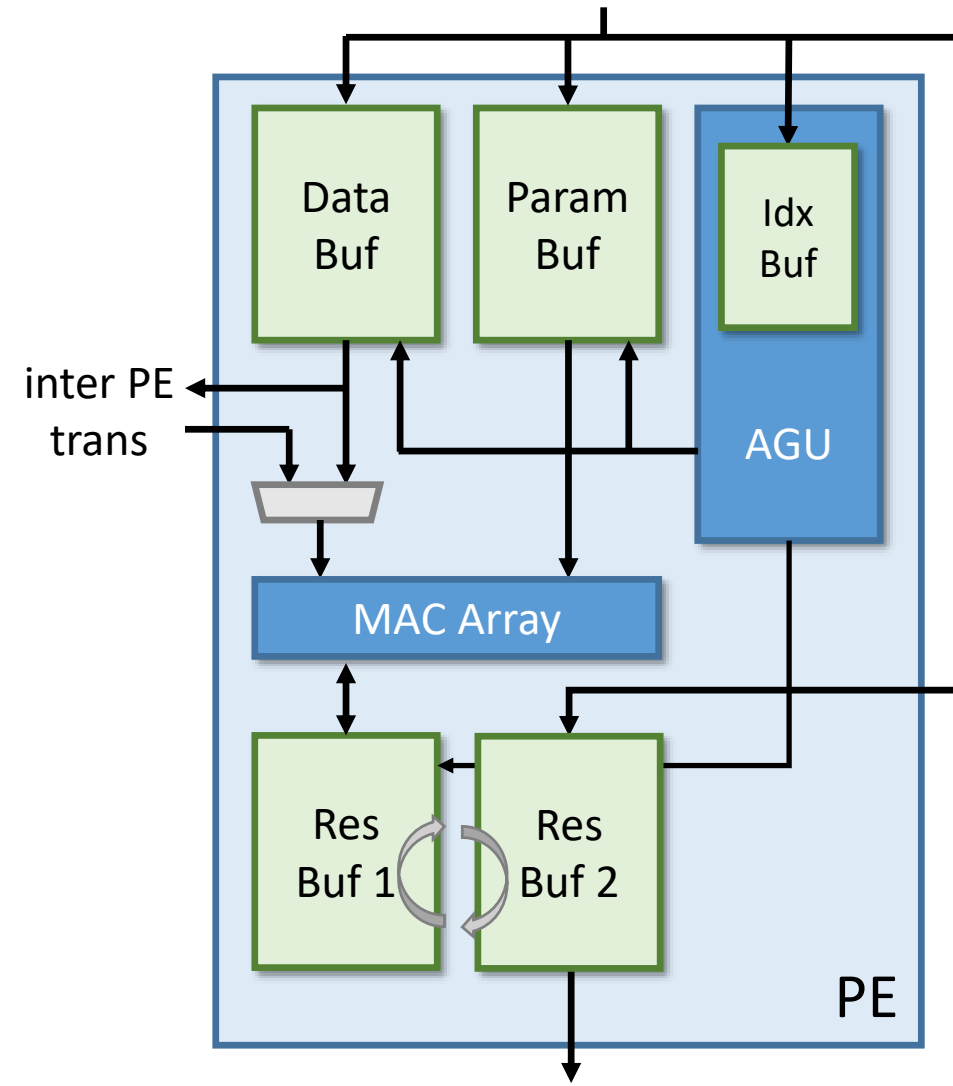 Data
Buf
Param
Buf
Idx
Buf
inter PE
trans
AGU
MAC Array
Res
Buf 1
Res
Buf 2
PE